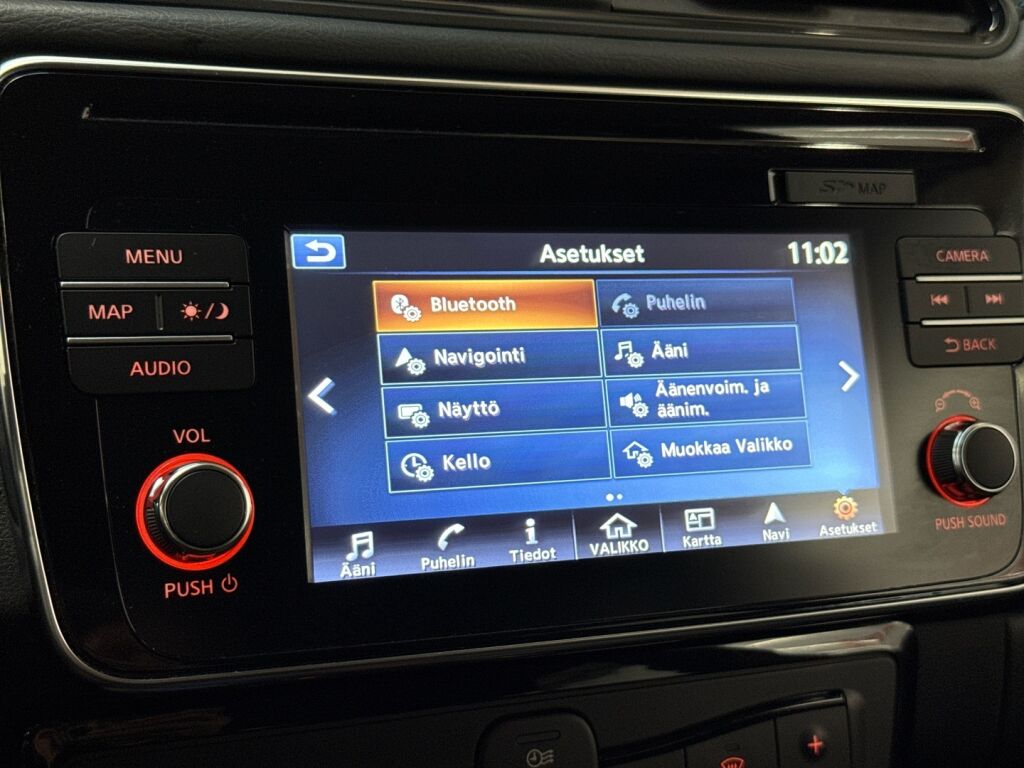 SD MAP
MENU
MAP
AUDIO
VOL
PUSH
Asetukset
11:02
Bluetooth
Puhelin
Navigointi
Ääni
Näyttö
Äänenvoim. ja
äänim.
Kello
Muokkaa Valikko
Ääni
Puhelin
Tiedot
VALIKKO
Kartta
Navi
Asetukset
CAMERA
BACK
PUSH SOUND